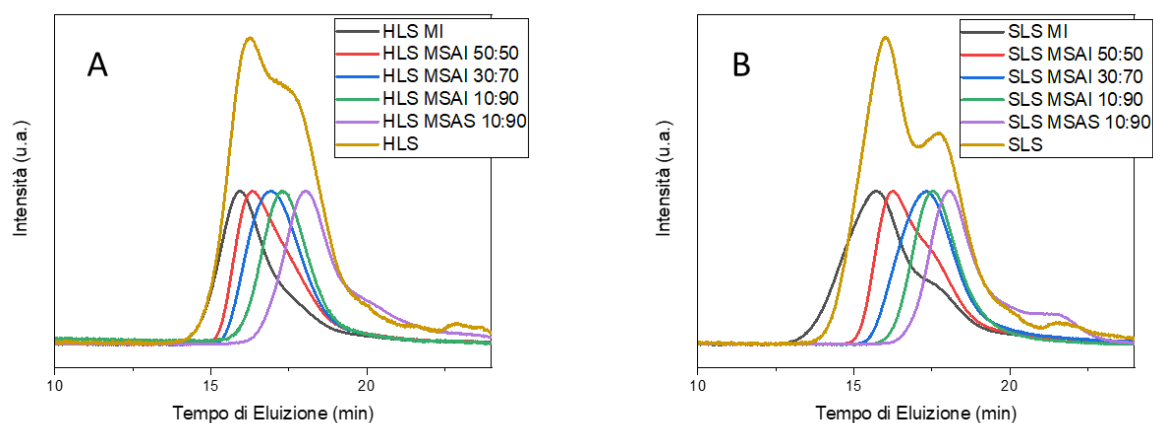 A
HLS MI
HLS MSAI 50:50
HLS MSAI 30:70
HLS MSAI 10:90
HLS MSAS 10:90
HLS
Intensità (u.a.)
10
15
20
Tempo di Eluizione (min)
B
SLS MI
SLS MSAI 50:50
SLS MSAI 30:70
SLS MSAI 10:90
SLS MSAS 10:90
SLS
Intensità (u.a.)
10
15
20
Tempo di Eluizione (min)